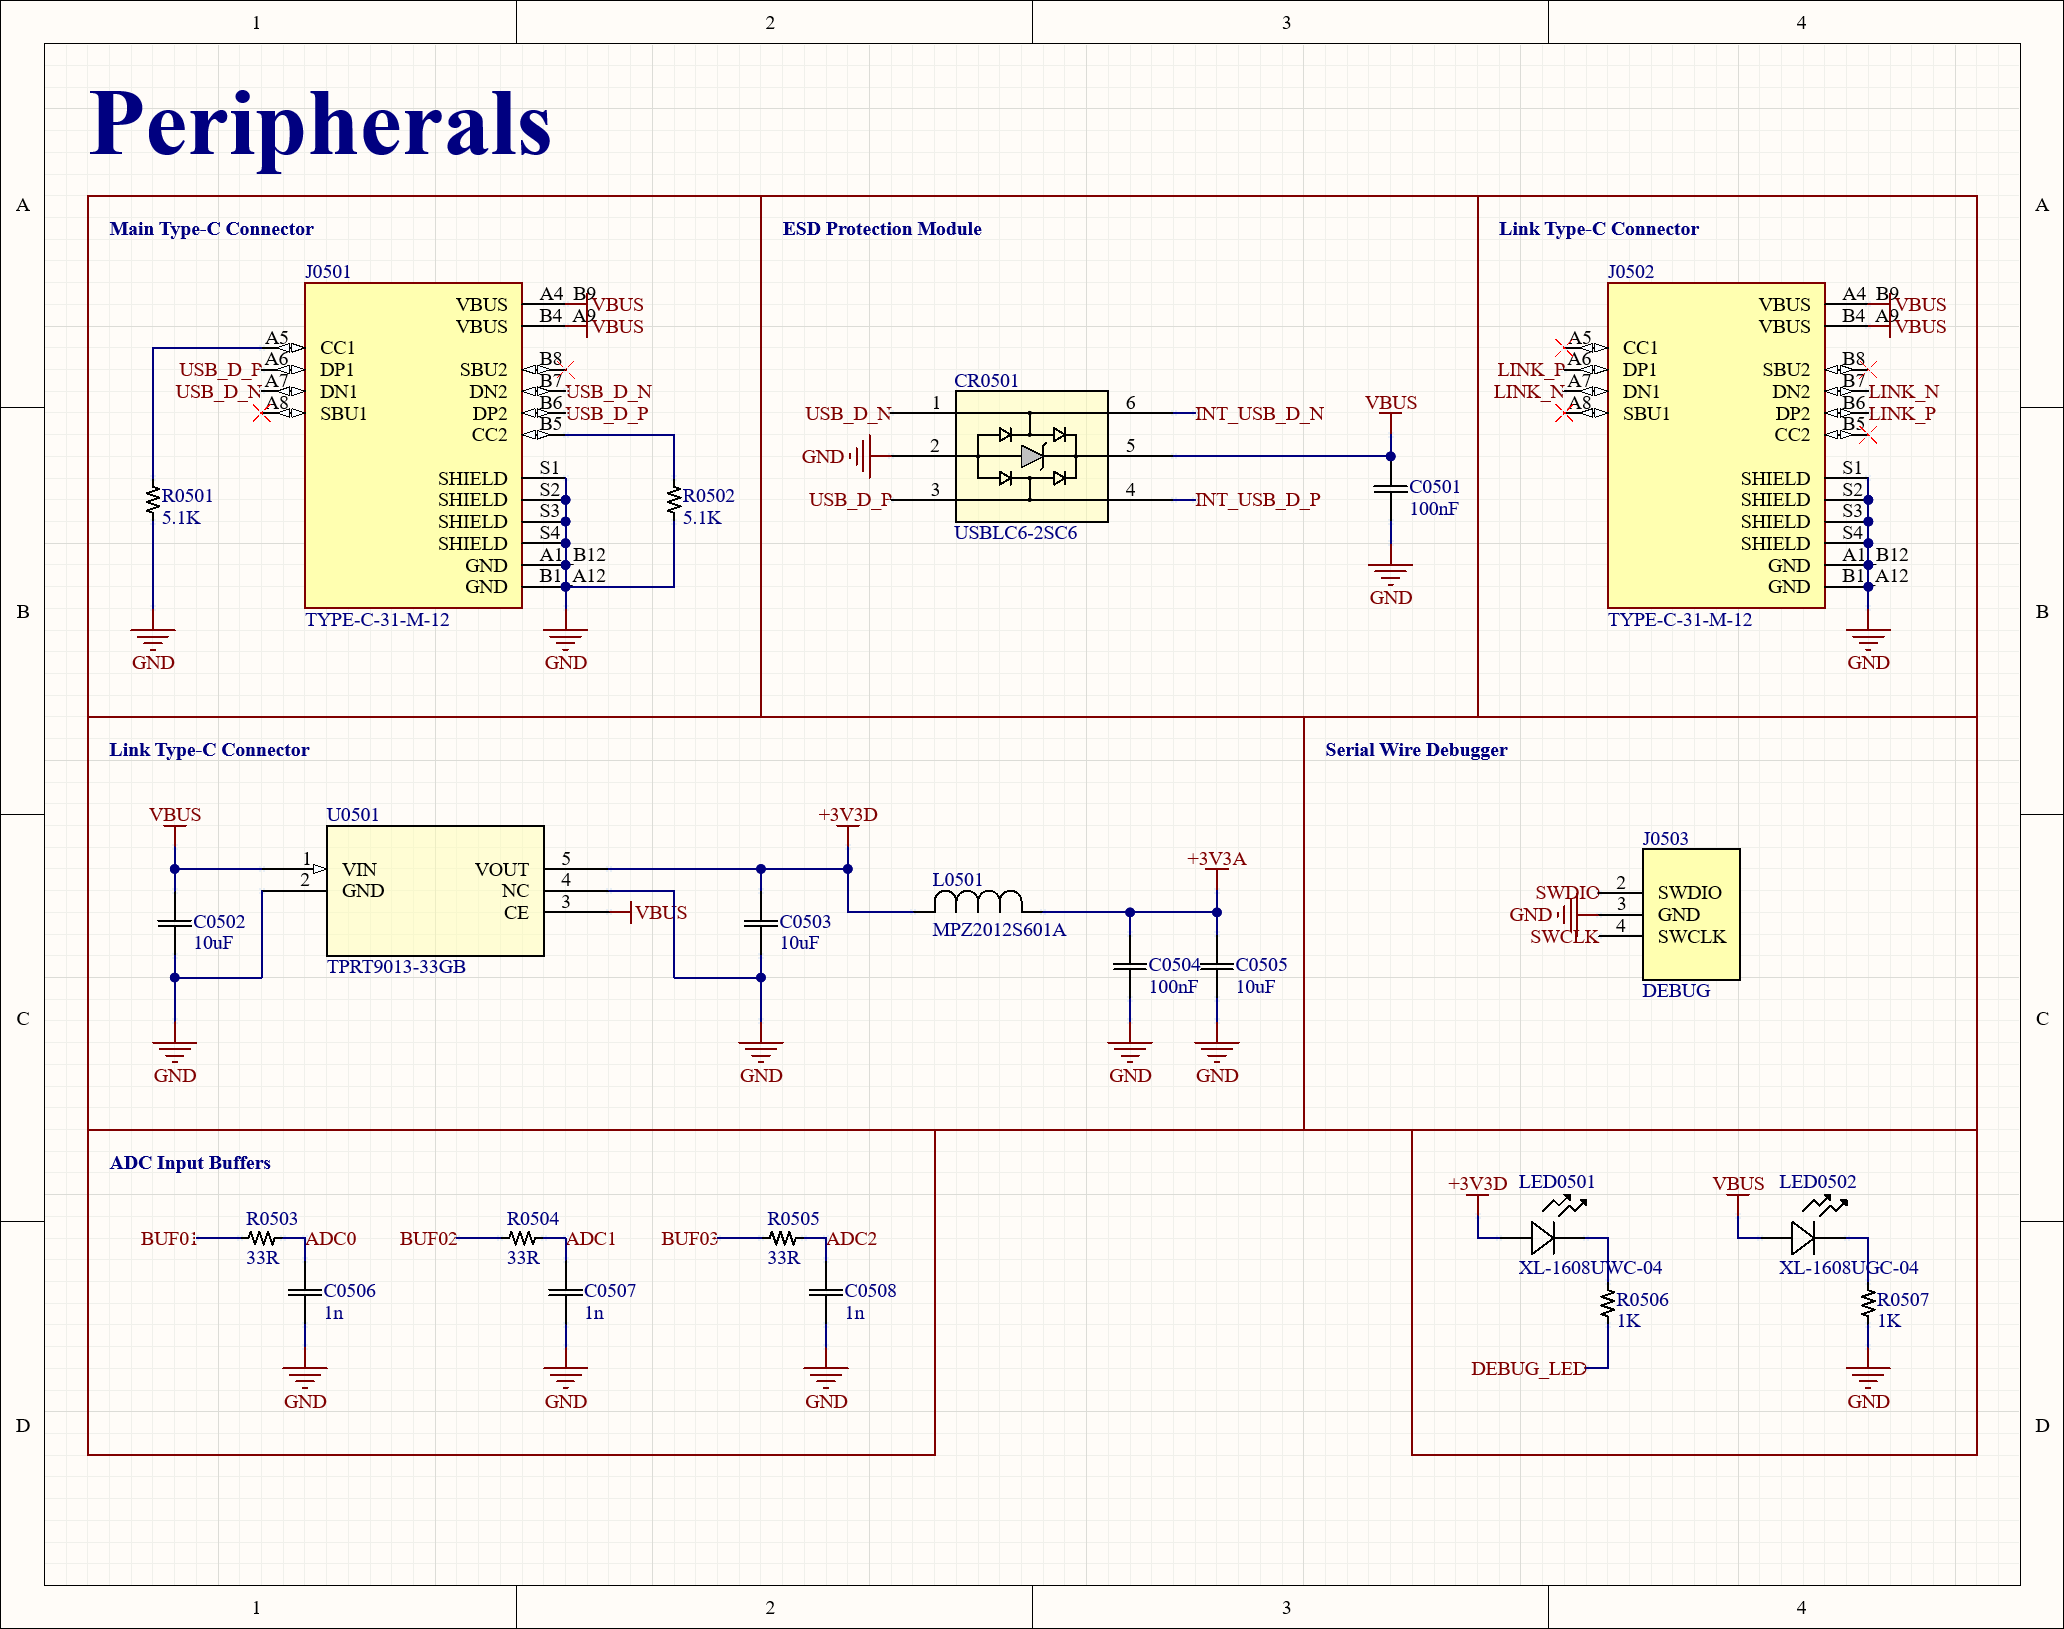 1 2 3 4
Peripherals
A A
Main Type-C Connector
J0501
VBUS A4 B9 VBUS
VBUS B4 A9 VBUS
A5 CC1
USB_D_P A6 DP1 SBU2 B8
USB_D_N A7 DN1 DN2 B7 USB_D_N
A8 SBU1 DP2 B6 USB_D_P
CC2 B5
SHIELD S1
SHIELD S2
SHIELD S3
SHIELD S4
GND A1 B12
GND B1 A12
R0501
5.1K
R0502
5.1K
TYPE-C-31-M-12
GND GND
ESD Protection Module
CR0501
USB_D_N 1 6 INT_USB_D_N
GND 2 5
USB_D_P 3 4 INT_USB_D_P
USBLC6-2SC6
VBUS
C0501
100nF
GND
Link Type-C Connector
J0502
VBUS A4 B9 VBUS
VBUS B4 A9 VBUS
A5 CC1
LINK_P A6 DP1 SBU2 B8
LINK_N A7 DN1 DN2 B7 LINK_N
A8 SBU1 DP2 B6 LINK_P
CC2 B5
SHIELD S1
SHIELD S2
SHIELD S3
SHIELD S4
GND A1 B12
GND B1 A12
TYPE-C-31-M-12
GND
B B
Link Type-C Connector
VBUS
U0501
1 VIN VOUT 5
2 GND NC 4
CE 3 VBUS
TPRT9013-33GB
C0502
10uF
GND
C0503
10uF
GND
+3V3D
L0501
MPZ2012S601A
+3V3A
C0504
100nF
GND
C0505
10uF
GND
Serial Wire Debugger
J0503
SWDIO 2 SWDIO
GND 3 GND
SWCLK 4 SWCLK
DEBUG
C C
ADC Input Buffers
BUF01 R0503 ADC0
33R
C0506
1n
GND
BUF02 R0504 ADC1
33R
C0507
1n
GND
BUF03 R0505 ADC2
33R
C0508
1n
GND
+3V3D LED0501
XL-1608UWC-04
R0506
1K
DEBUG_LED
VBUS LED0502
XL-1608UGC-04
R0507
1K
GND
D D
1 2 3 4